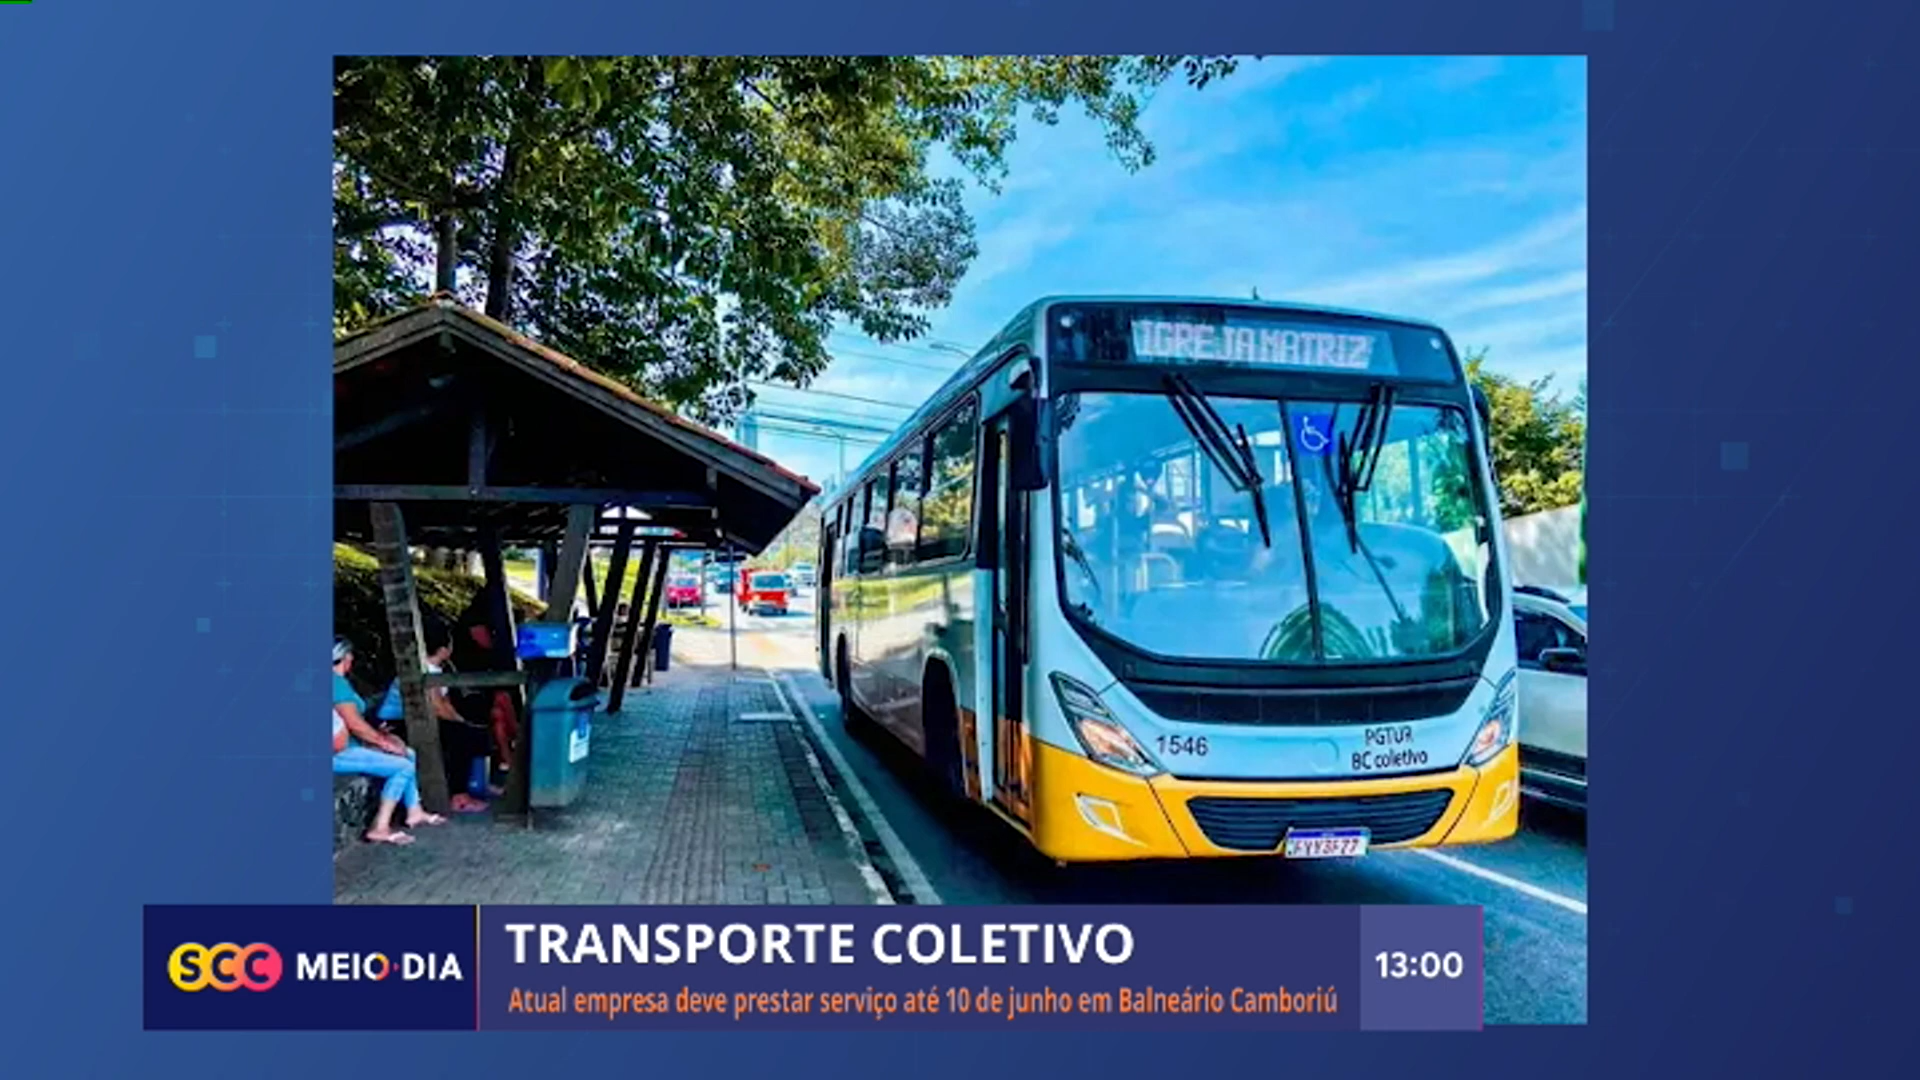 IGREJA MATRIZ
1546
PGTUR
BC coletivo
SCC MEIO-DIA
TRANSPORTE COLETIVO
Atual empresa deve prestar serviço até 10 de junho em Balneário Camboriú
13:00